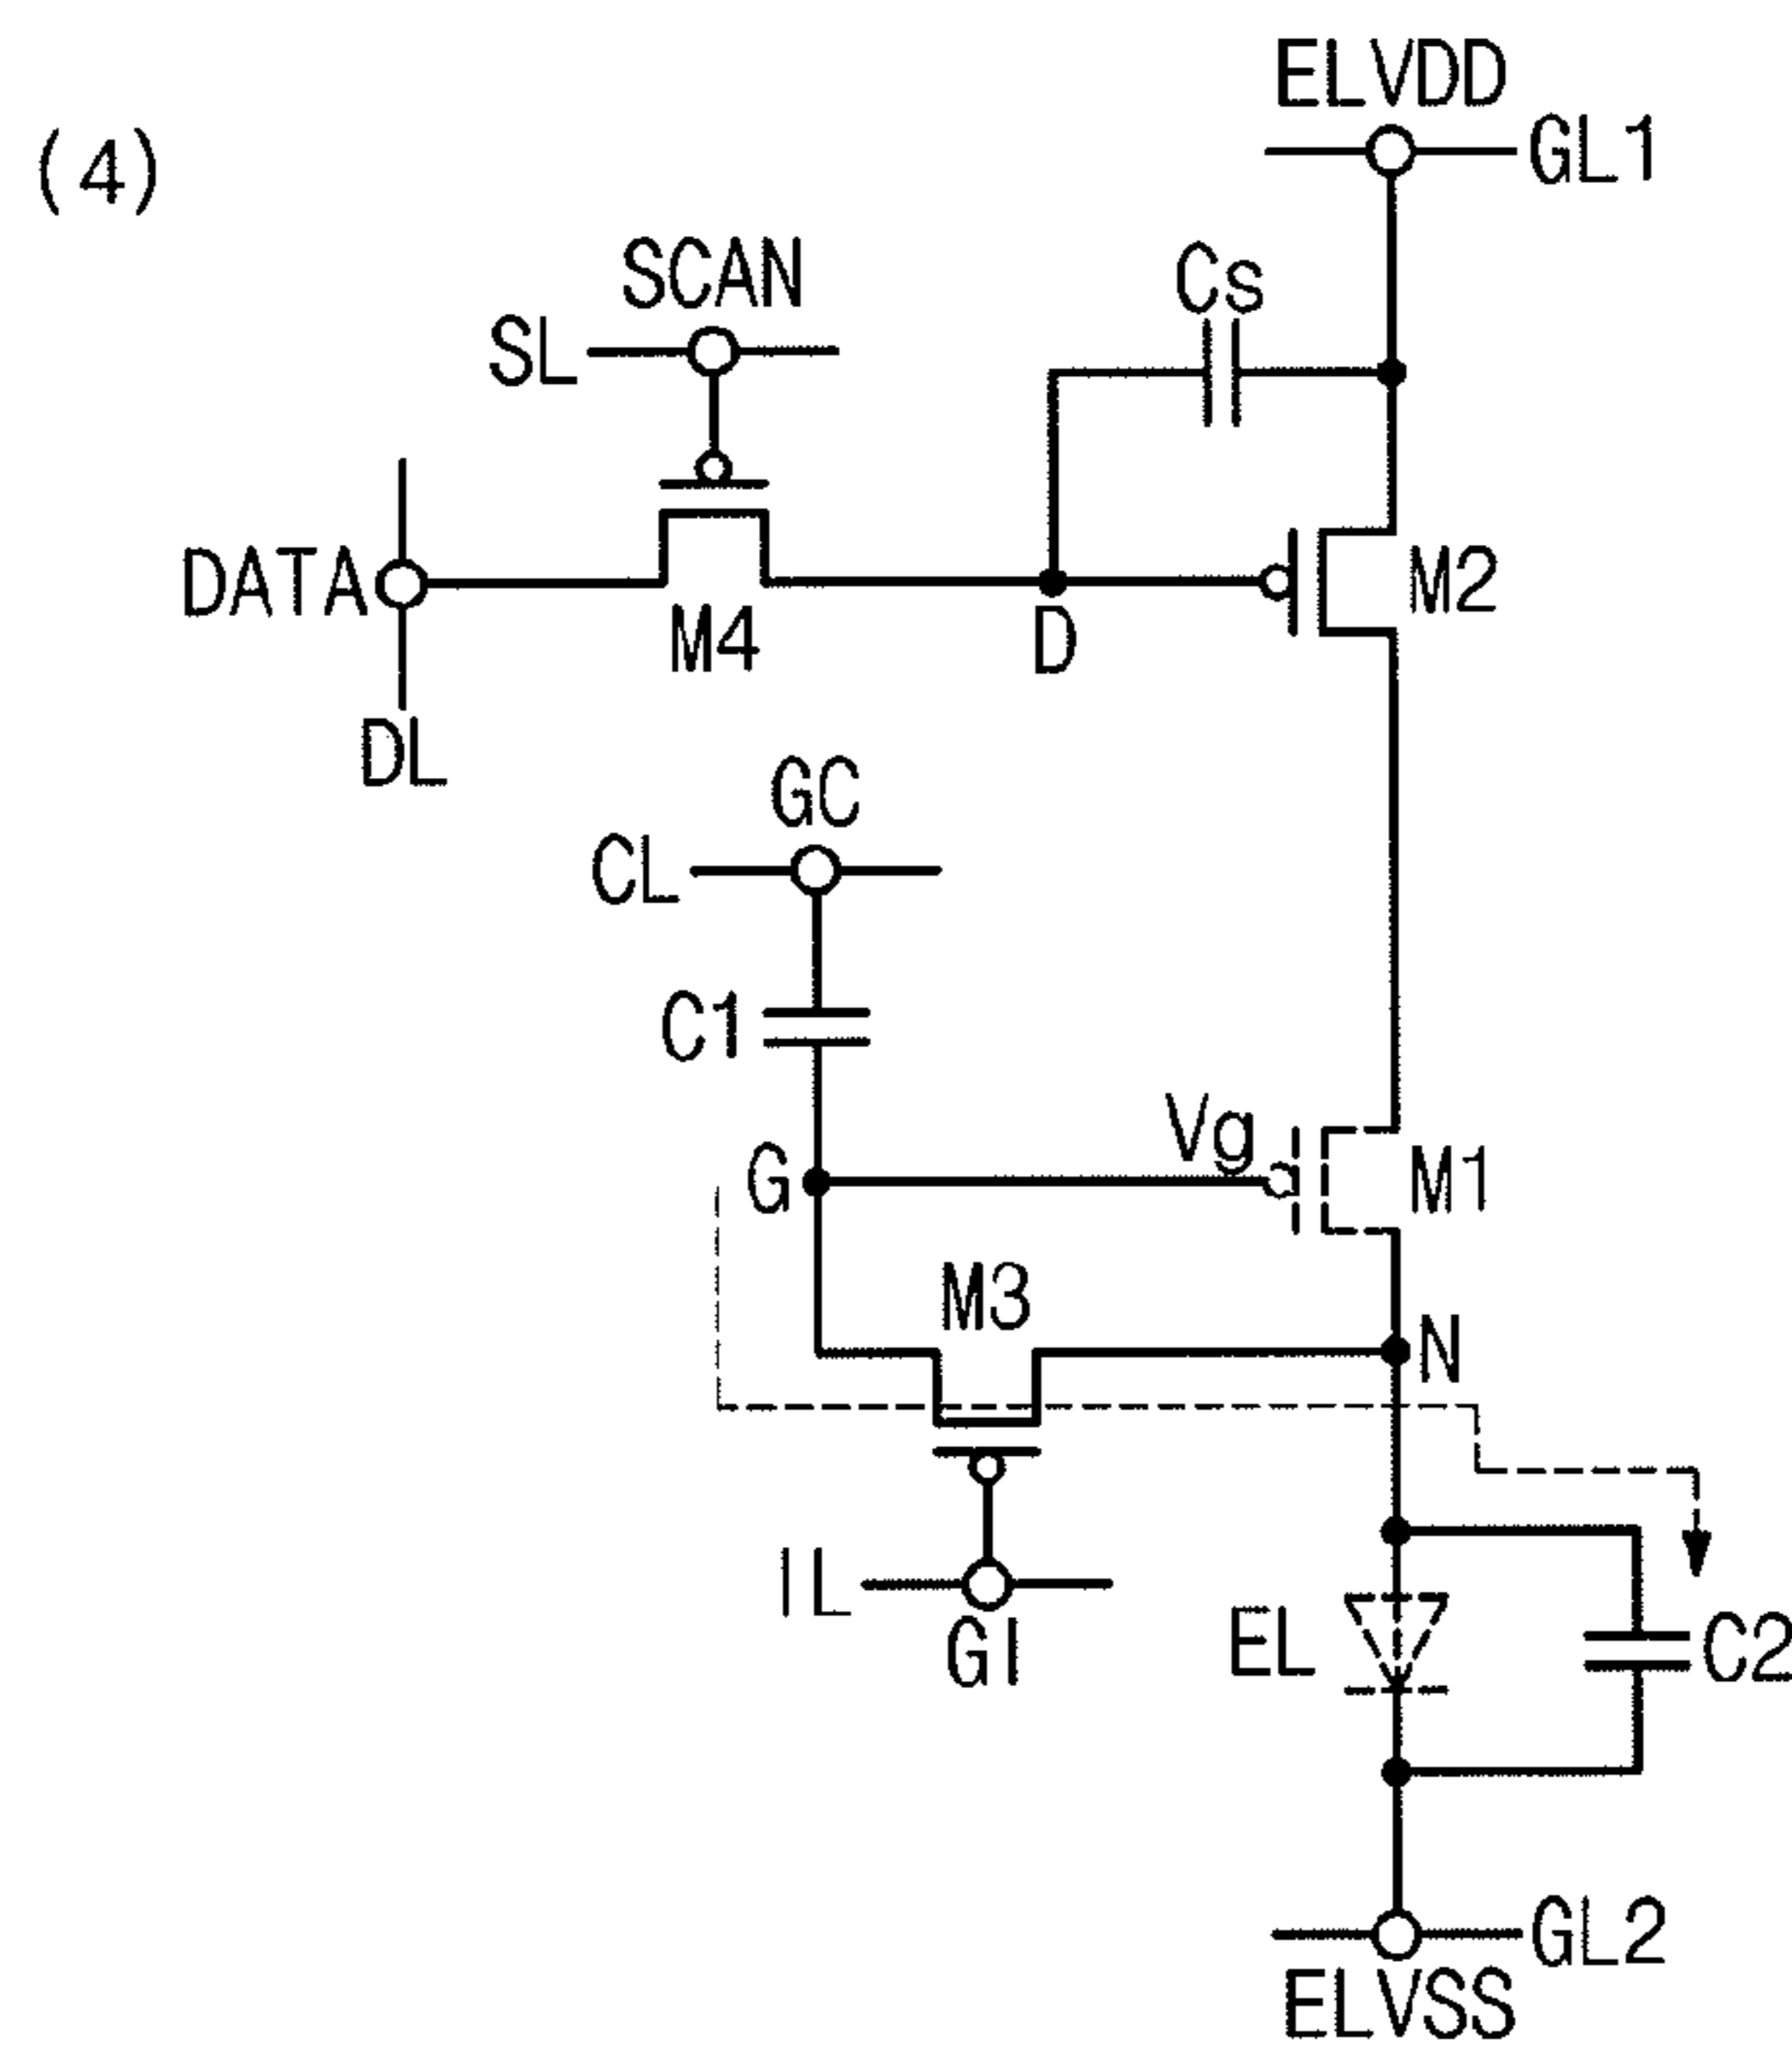 ELVDD
GL1
(4)
SCAN
Cs
SL
DATA
M2
M4
D
DL
GC
CL
C1
Vg
G
M1
M3
N
IL
EL
C2
GI
GL2
ELVSS